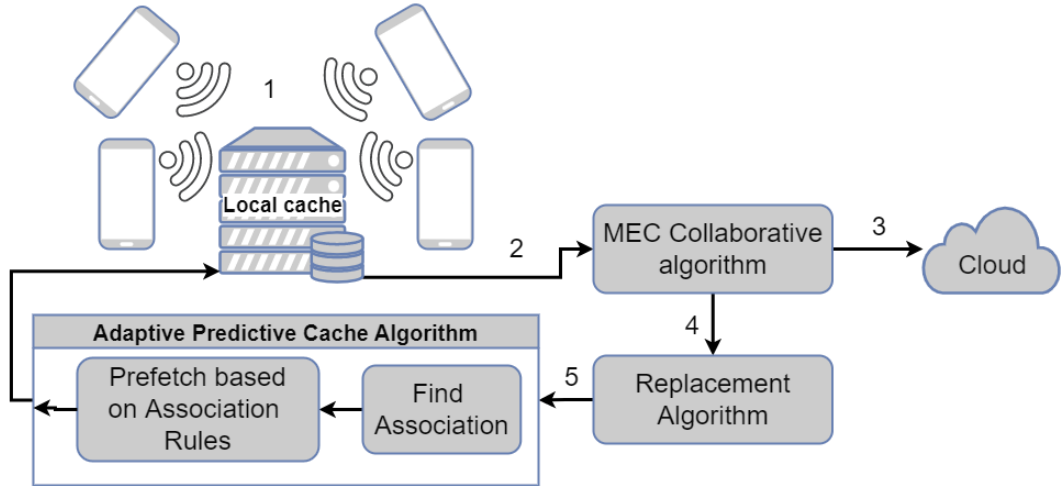 1
Local cache
2
MEC Collaborative
algorithm
3
Cloud
4
Adaptive Predictive Cache Algorithm
Prefetch based
on Association
Rules
Find
Association
5
Replacement
Algorithm